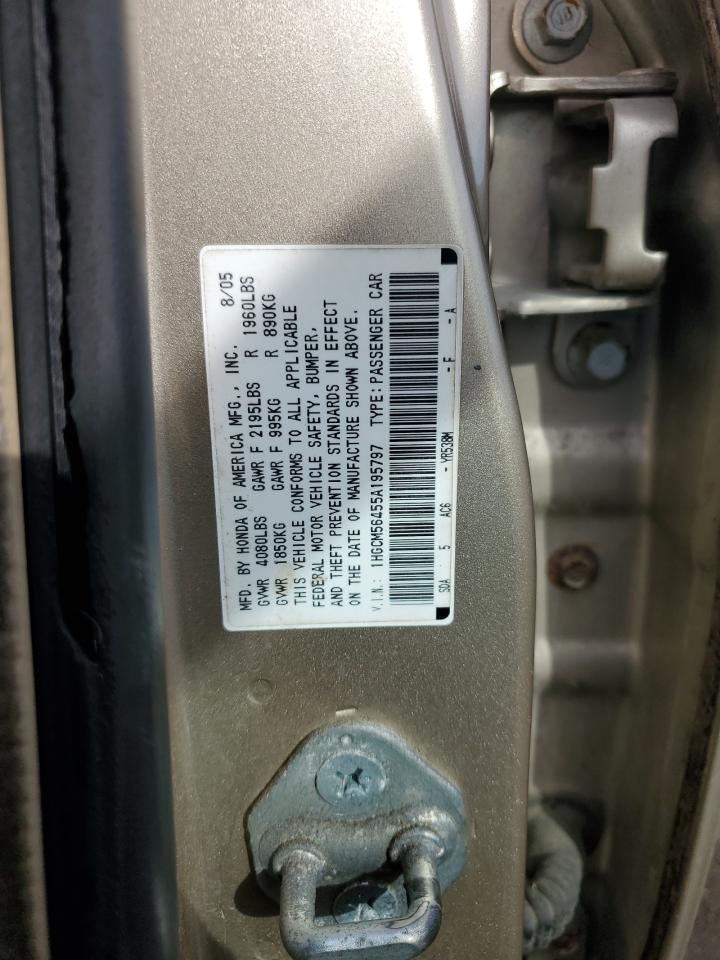 MFD. BY HONDA OF AMERICA MFG., INC. 8/05
GVWR 4080LBS GAWR F 2195LBS R 1960LBS
GVWR 1850KG GAWR F 995KG R 890KG
THIS VEHICLE CONFORMS TO ALL APPLICABLE
FEDERAL MOTOR VEHICLE SAFETY, BUMPER,
AND THEFT PREVENTION STANDARDS IN EFFECT
ON THE DATE OF MANUFACTURE SHOWN ABOVE.
V.I.N.: 1HGCM56455A195797 TYPE: PASSENGER CAR
SDA 5 AC6 - YR538M - F - A